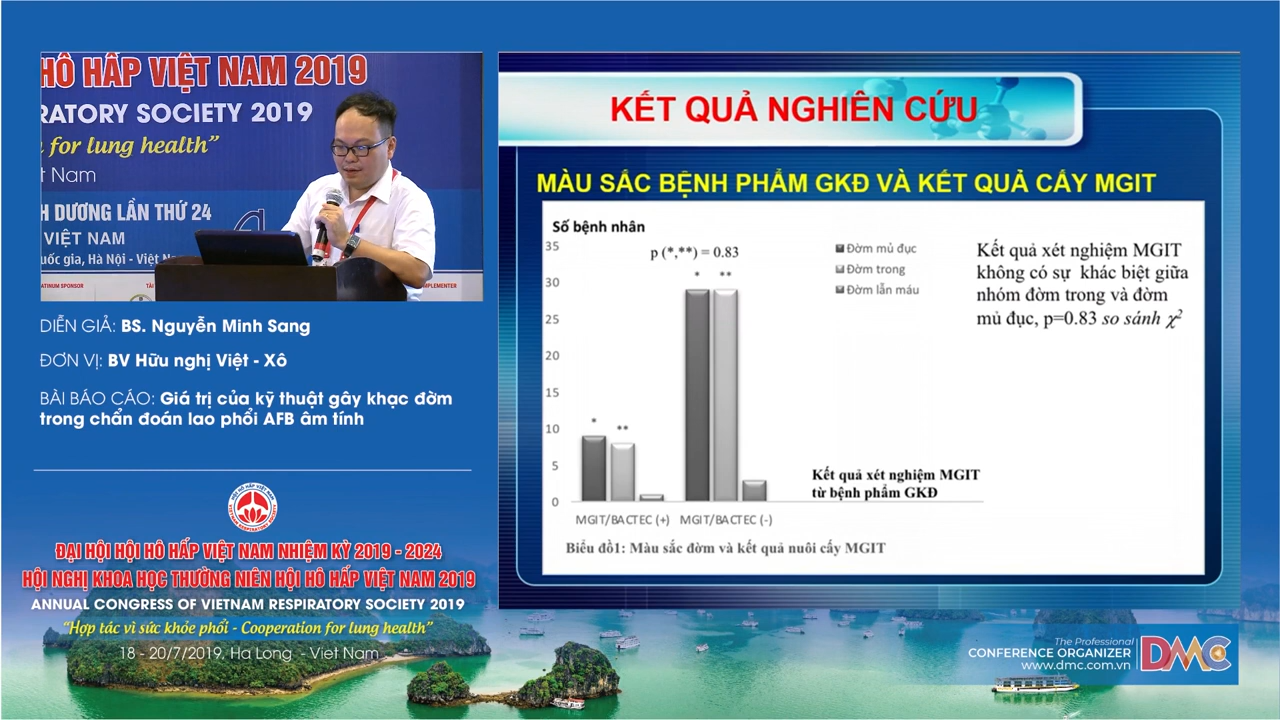 HÔ HẤP VIỆT NAM 2019
RATORY SOCIETY 2019
for lung health”
t Nam
H DƯƠNG LẦN THỨ 24
VIỆT NAM
uốc gia, Hà Nội - Việt
ATINUM SPONSOR
DIỄN GIẢ: BS. Nguyễn Minh Sang
ĐƠN VỊ: BV Hữu nghị Việt - Xô
BÀI BÁO CÁO: Giá trị của kỹ thuật gây khạc đờm
trong chẩn đoán lao phổi AFB âm tính
HỘI HÔ HẤP VIỆT NAM
VIETNAM RESPIRATORY SOCIETY
ĐẠI HỘI HỘI HÔ HẤP VIỆT NAM NHIỆM KỲ 2019 - 2024
HỘI NGHỊ KHOA HỌC THƯỜNG NIÊN HỘI HÔ HẤP VIỆT NAM 2019
ANNUAL CONGRESS OF VIETNAM RESPIRATORY SOCIETY 2019
“Hợp tác vì sức khỏe phổi - Cooperation for lung health”
18 - 20/7/2019, Ha Long - Viet Nam
KẾT QUẢ NGHIÊN CỨU
MÀU SẮC BỆNH PHẨM GKĐ VÀ KẾT QUẢ CẤY MGIT
Số bệnh nhân
35
30
25
20
15
10
5
0
p (*,**) = 0.83
* **
* **
Đờm mủ đục
Đờm trong
Đờm lẫn máu
MGIT/BACTEC (+) MGIT/BACTEC (-)
Kết quả xét nghiệm MGIT
từ bệnh phẩm GKĐ
Biểu đồ1: Màu sắc đờm và kết quả nuôi cấy MGIT
Kết quả xét nghiệm MGIT
không có sự khác biệt giữa
nhóm đờm trong và đờm
mủ đục, p=0.83 so sánh χ²
The Professional
CONFERENCE ORGANIZER
www.dmc.com.vn
DMC